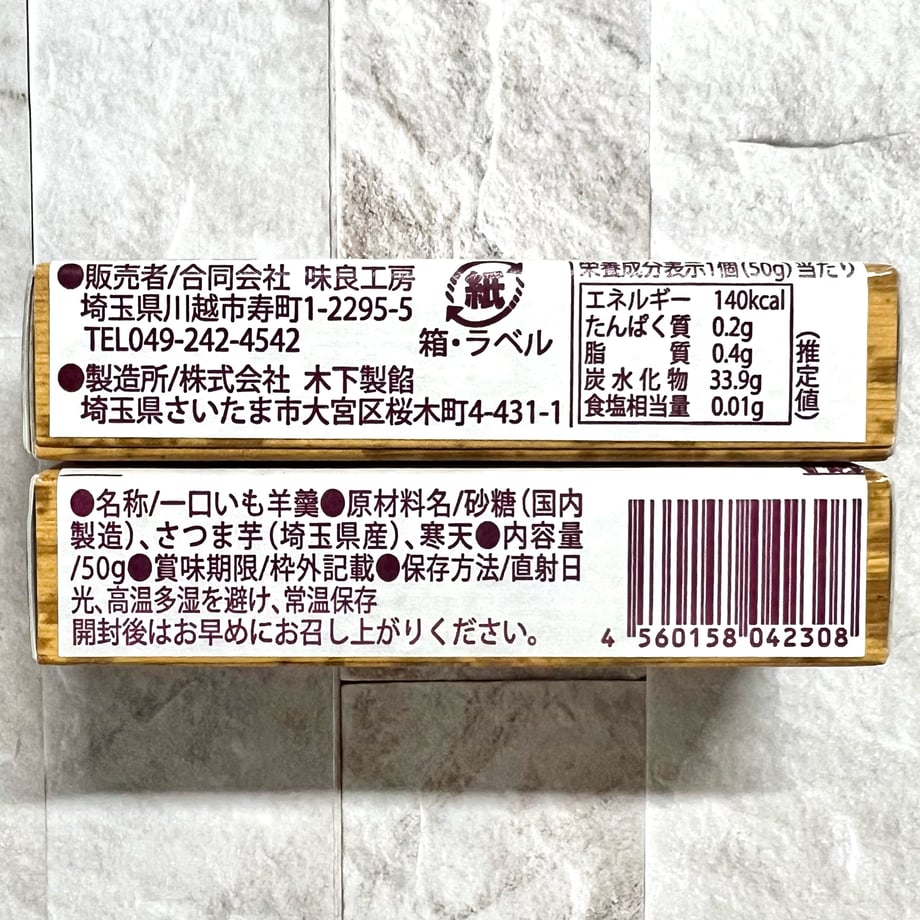 ●販売者/合同会社 味良工房
埼玉県川越市寿町1-2295-5
TEL049-242-4542
●製造所/株式会社 木下製餡
埼玉県さいたま市大宮区桜木町4-431-1
紙
箱・ラベル
栄養成分表示1個(50g)当たり
エネルギー 140kcal
たんぱく質 0.2g
脂質 0.4g
炭水化物 33.9g
食塩相当量 0.01g
(推定値)
●名称/一口いも羊羹●原材料名/砂糖(国内
製造)、さつま芋(埼玉県産)、寒天●内容量
/50g●賞味期限/枠外記載●保存方法/直射日
光、高温多湿を避け、常温保存
開封後はお早めにお召し上がりください。
4 560158 042308